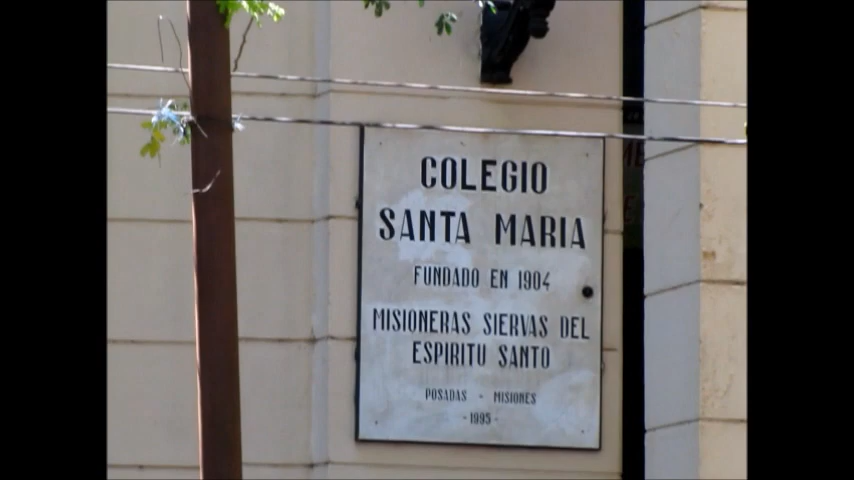 COLEGIO
SANTA MARIA
FUNDADO EN 1904
MISIONERAS SIERVAS DEL
ESPIRITU SANTO
POSADAS - MISIONES
- 1995 -